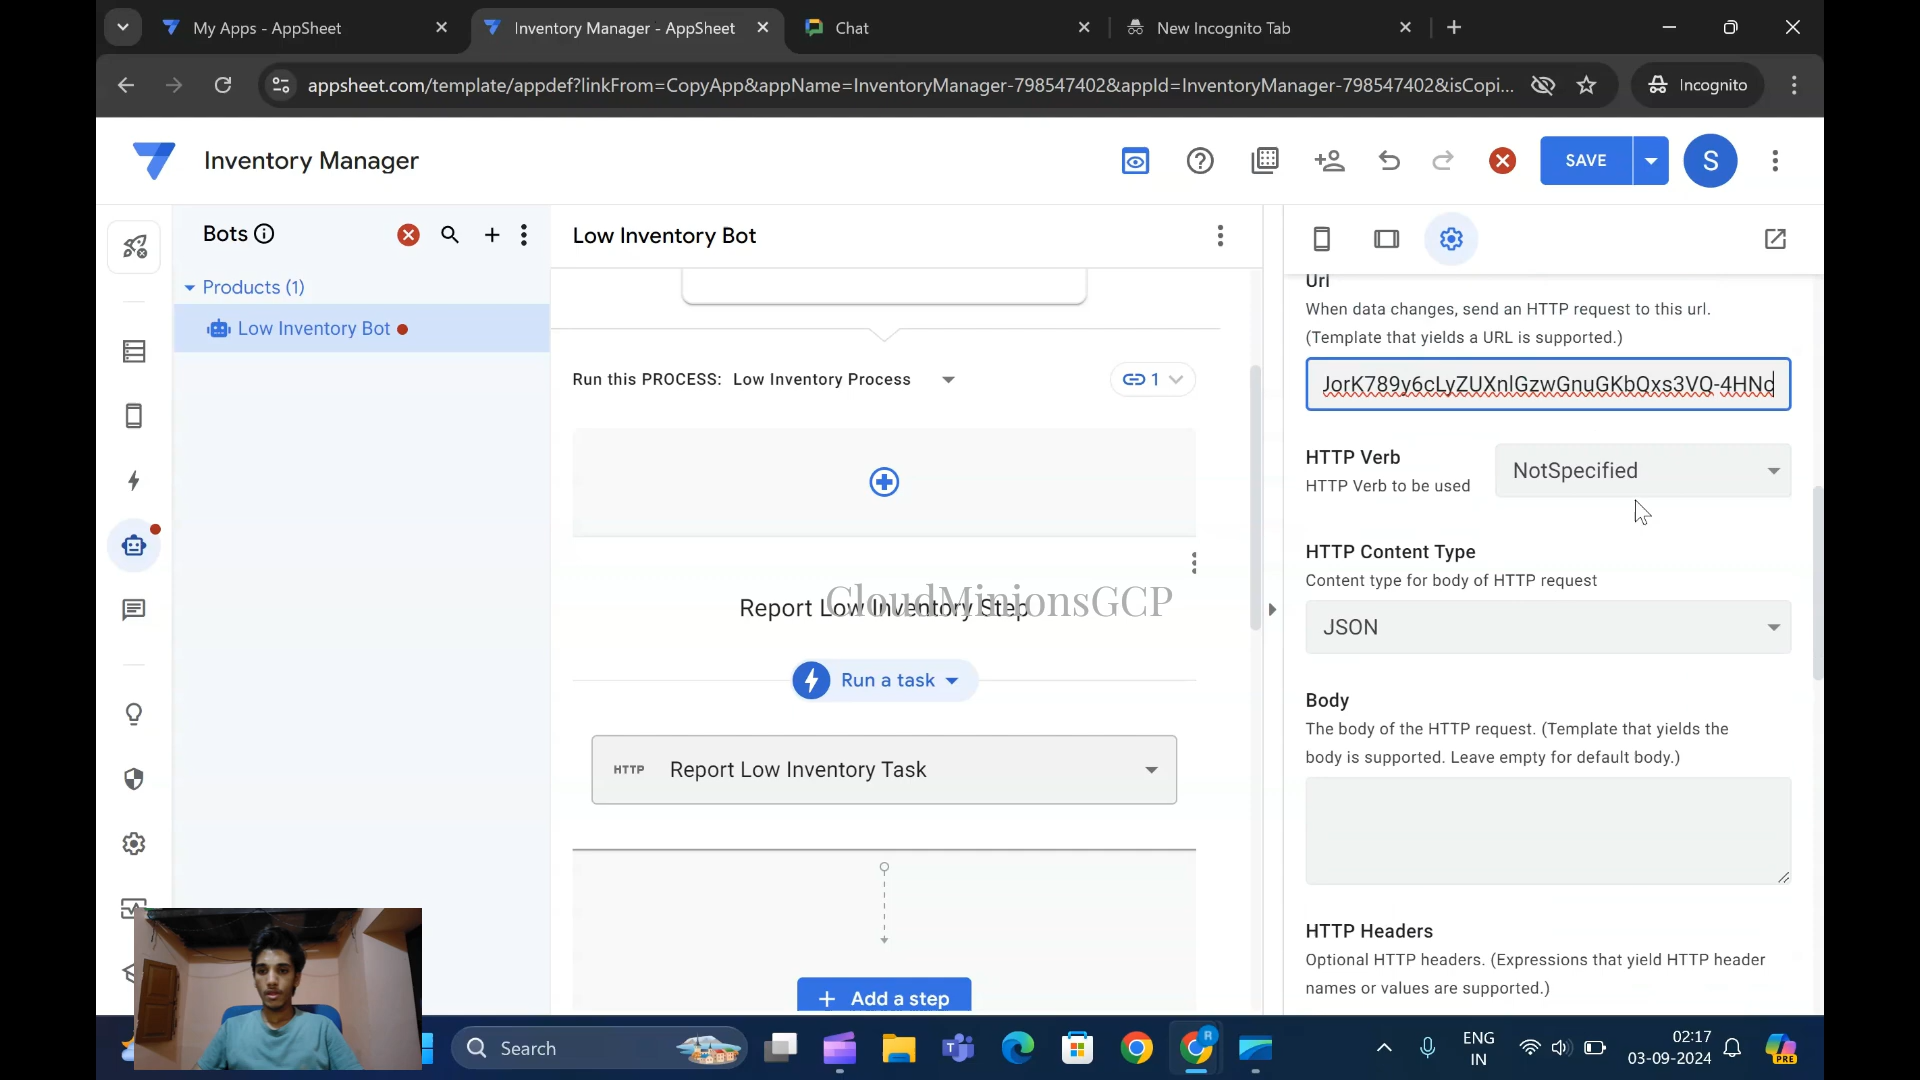 My Apps - AppSheet
Inventory Manager - AppSheet
Chat
New Incognito Tab
appsheet.com/template/appdef?linkFrom=CopyApp&appName=InventoryManager-798547402&appId=InventoryManager-798547402&isCopi...
Incognito
Inventory Manager
SAVE
S
Bots
Products (1)
Low Inventory Bot
Low Inventory Bot
Run this PROCESS: Low Inventory Process
1
Report Low Inventory Step
CloudMinionsGCP
Run a task
HTTP Report Low Inventory Task
+ Add a step
Url
When data changes, send an HTTP request to this url.
(Template that yields a URL is supported.)
JorK789y6cLyZUXnlGzwGnuGKbQxs3VQ-4HNc
HTTP Verb
HTTP Verb to be used
NotSpecified
HTTP Content Type
Content type for body of HTTP request
JSON
Body
The body of the HTTP request. (Template that yields the
body is supported. Leave empty for default body.)
HTTP Headers
Optional HTTP headers. (Expressions that yield HTTP header
names or values are supported.)
Search
R
PRE
ENG
IN
02:17
03-09-2024